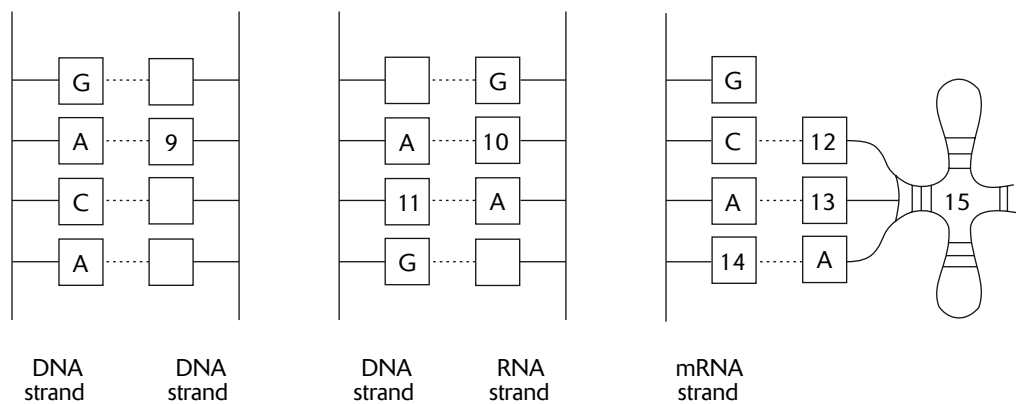 G
G
G
A
9
A
10
C
12
C
11
A
A
13
15
A
G
14
A
DNA strand
DNA strand
DNA strand
RNA strand
mRNA strand